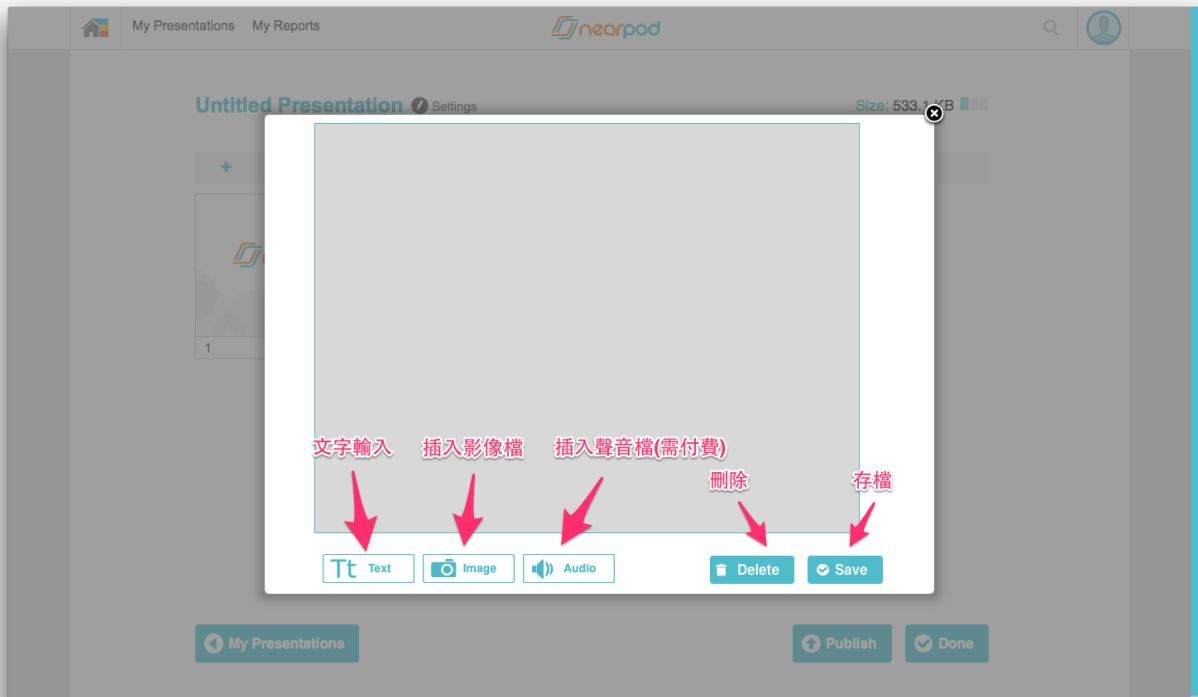 My Presentations My Reports nearpod
Untitled Presentation Settings Size: 533.1 KB
+
1
文字輸入 插入影像檔 插入聲音檔(需付費)
刪除 存檔
Tt Text Image Audio Delete Save
My Presentations Publish Done